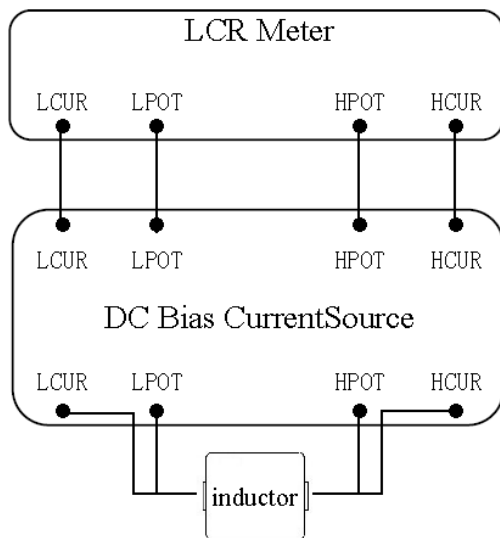 LCR Meter
LCUR LPOT HPOT HCUR
LCUR LPOT HPOT HCUR
DC Bias CurrentSource
LCUR LPOT HPOT HCUR
inductor